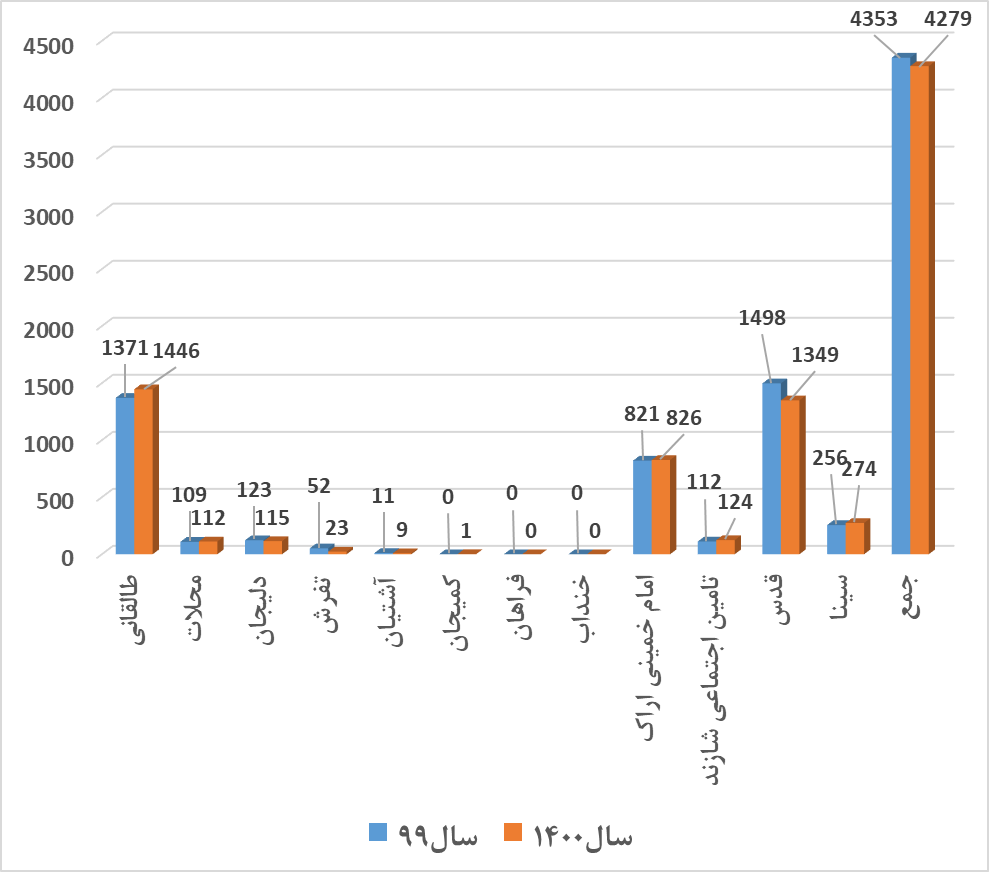 4353 4279
4500
4000
3500
3000
2500
2000
1500
1000
500
0
1371 1446
109 112
123 115
52 23
11 9
0 1
0 0
0 0
821 826
112 124
1498 1349
256 274
طالقانی
محلات
دلیجان
تفرش
آشتیان
کمیجان
فراهان
خنداب
امام خمینی اراک
تامین اجتماعی شازند
قدس
سینا
جمع
سال۹۹
سال۱۴۰۰